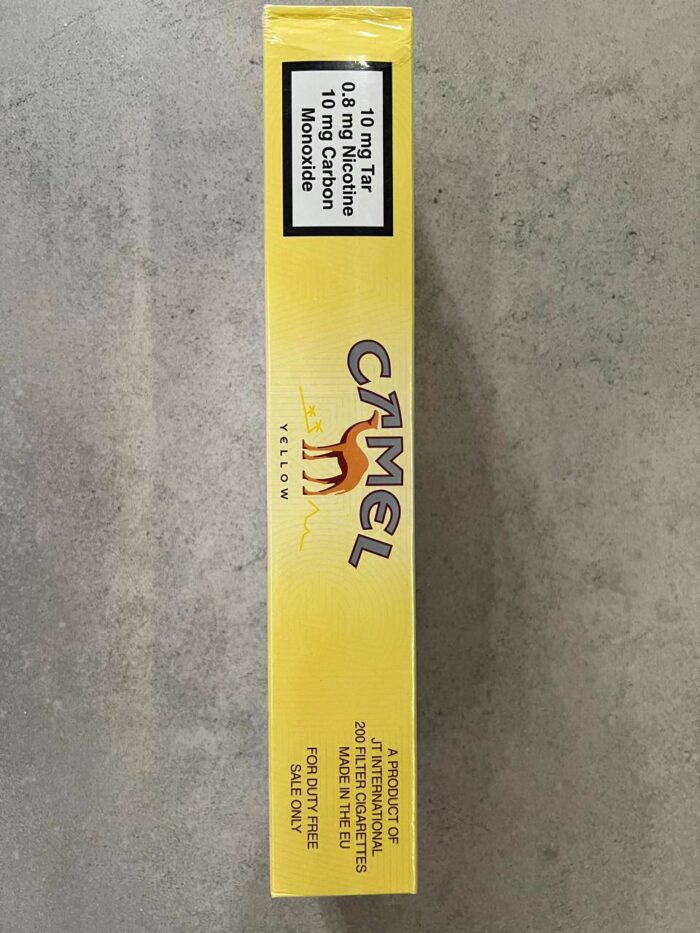 10 mg Tar
0.8 mg Nicotine
10 mg Carbon
Monoxide
CAMEL
YELLOW
A PRODUCT OF
JT INTERNATIONAL
200 FILTER CIGARETTES
MADE IN THE EU
FOR DUTY FREE
SALE ONLY